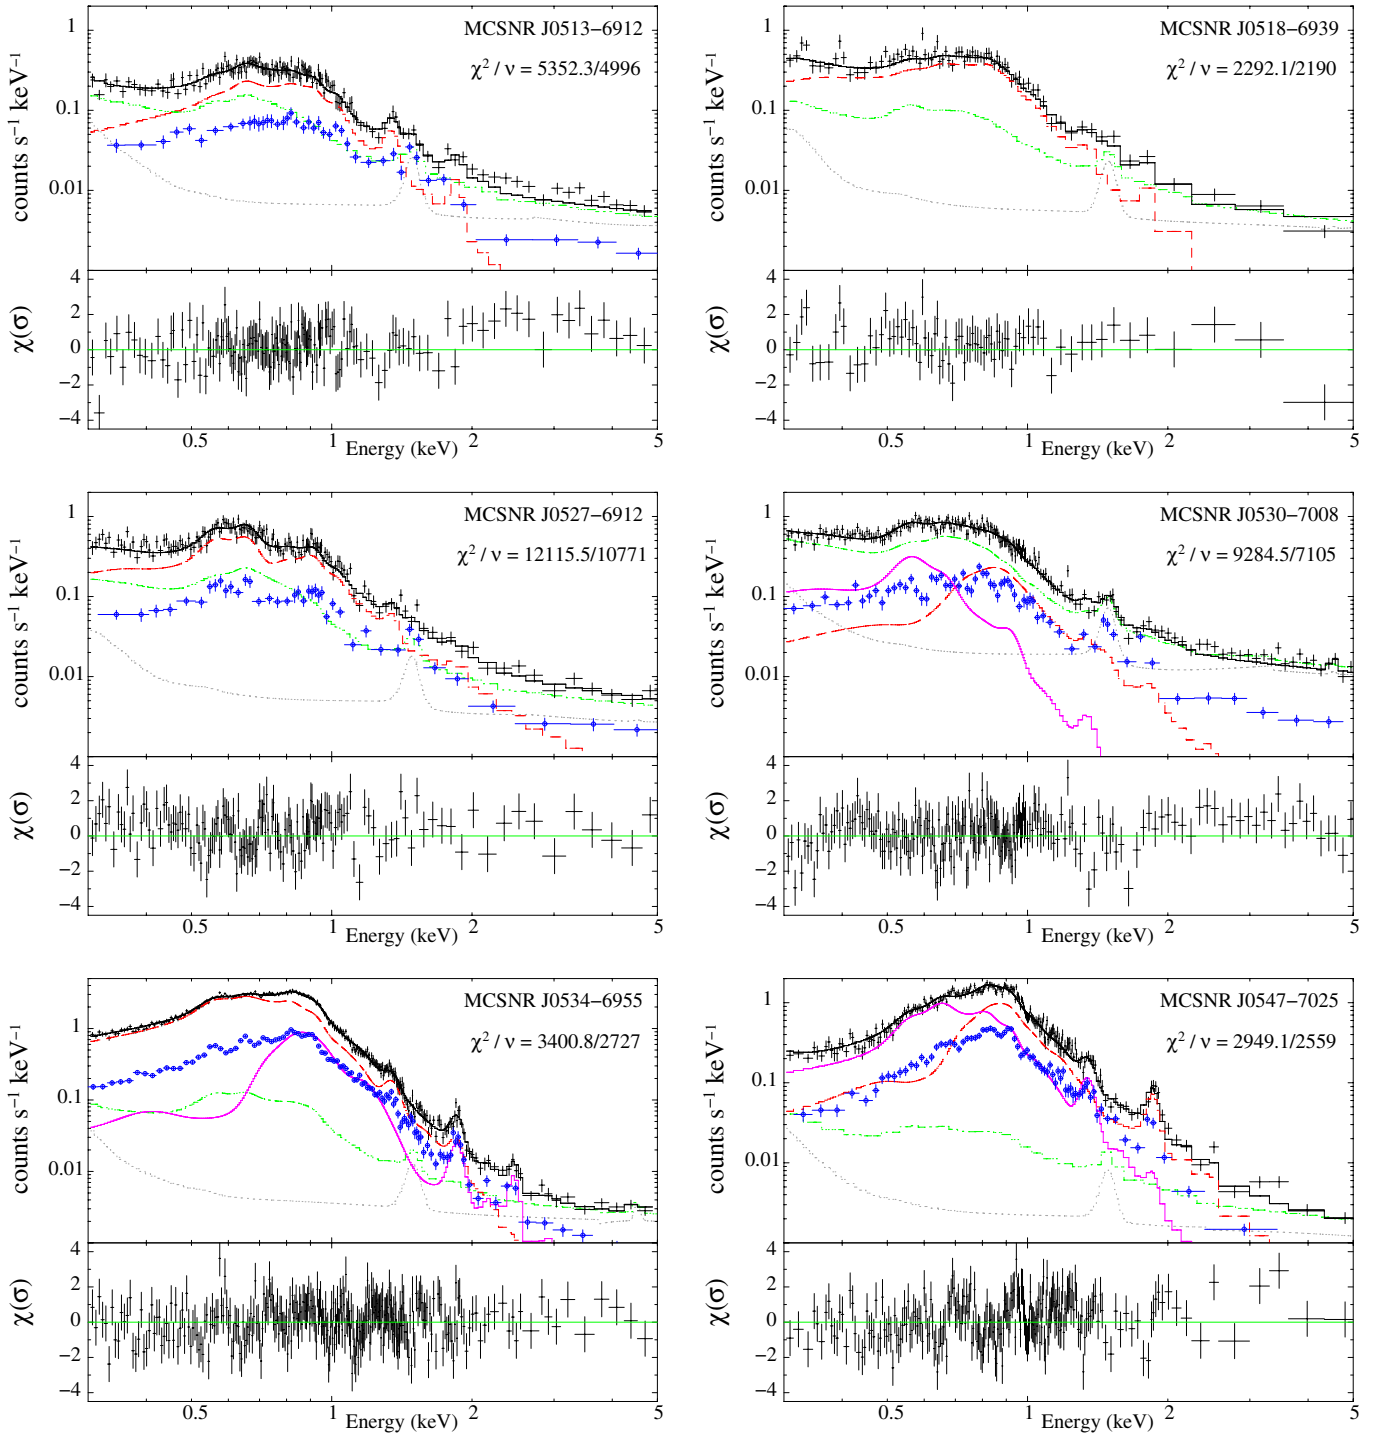 MCSNR J0513−6912
χ² / ν = 5352.3/4996
counts s⁻¹ keV⁻¹
1
0.1
0.01
χ(σ)
4
2
0
−2
−4
0.5
1
2
5
Energy (keV)
MCSNR J0518−6939
χ² / ν = 2292.1/2190
counts s⁻¹ keV⁻¹
1
0.1
0.01
χ(σ)
4
2
0
−2
−4
0.5
1
2
5
Energy (keV)
MCSNR J0527−6912
χ² / ν = 12115.5/10771
counts s⁻¹ keV⁻¹
1
0.1
0.01
χ(σ)
4
2
0
−2
−4
0.5
1
2
5
Energy (keV)
MCSNR J0530−7008
χ² / ν = 9284.5/7105
counts s⁻¹ keV⁻¹
1
0.1
0.01
χ(σ)
4
2
0
−2
−4
0.5
1
2
5
Energy (keV)
MCSNR J0534−6955
χ² / ν = 3400.8/2727
counts s⁻¹ keV⁻¹
1
0.1
0.01
χ(σ)
4
2
0
−2
−4
0.5
1
2
5
Energy (keV)
MCSNR J0547−7025
χ² / ν = 2949.1/2559
counts s⁻¹ keV⁻¹
1
0.1
0.01
χ(σ)
4
2
0
−2
−4
0.5
1
2
5
Energy (keV)